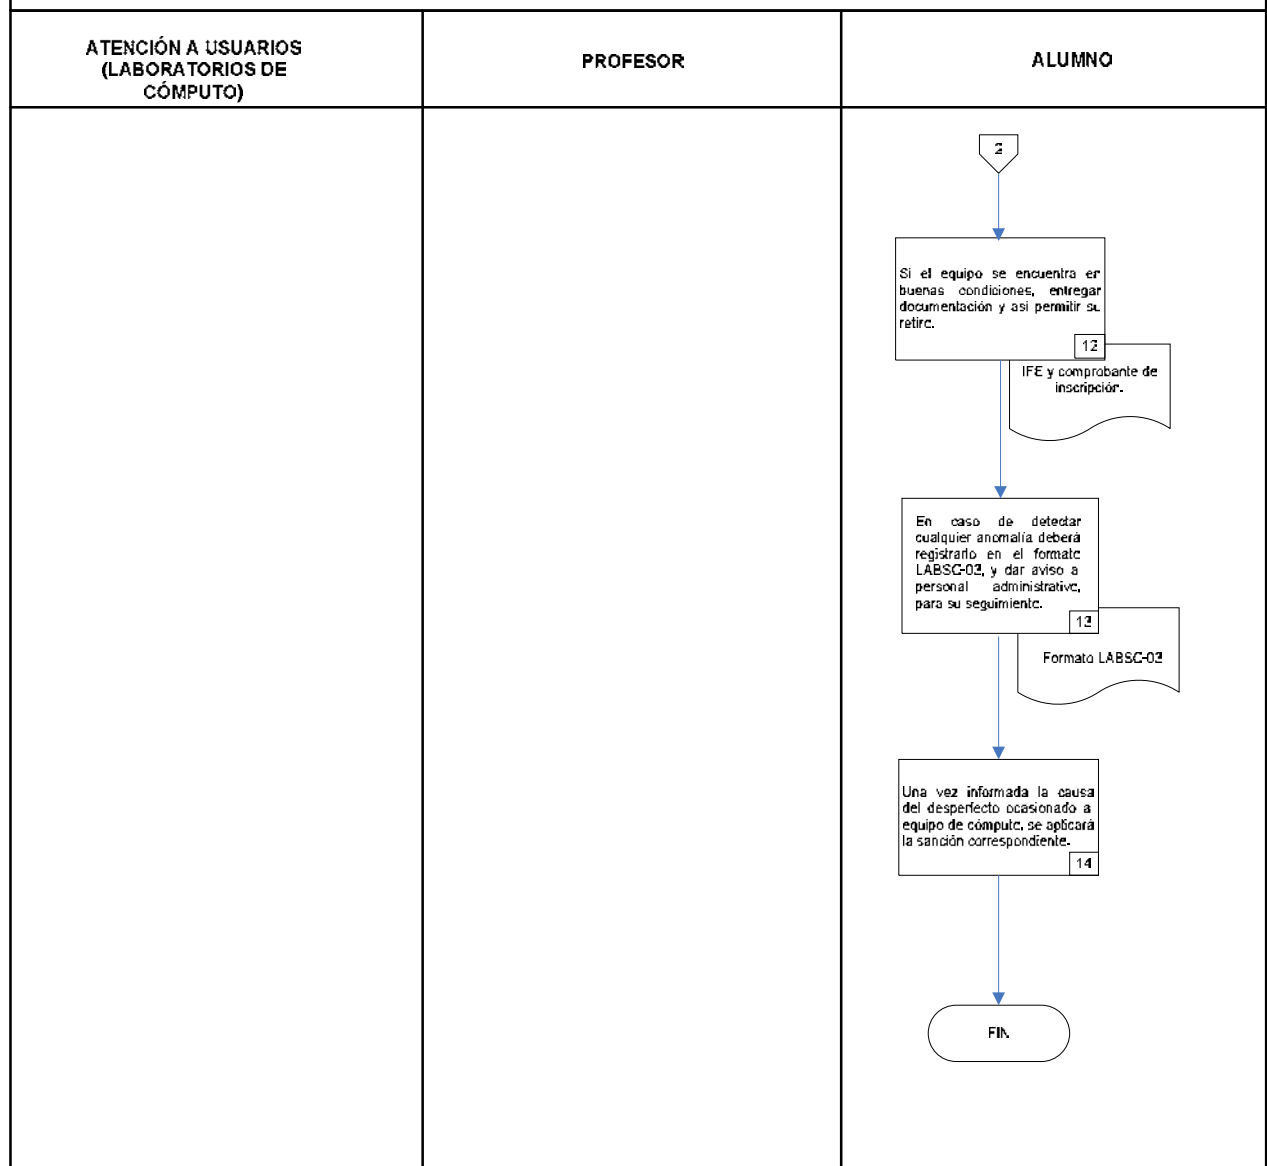 ATENCIÓN A USUARIOS
(LABORATORIOS DE
CÓMPUTO)
PROFESOR
ALUMNO
2
Si el equipo se encuentra en
buenas condiciones, entregar
documentación y asi permitir su
retiro.
12
IFE y comprobante de
inscripción.
En caso de detectar
cualquier anomalía deberá
registrarlo en el formato
LABSC-02, y dar aviso a
personal administrativo,
para su seguimiento.
13
Formato LABSC-02
Una vez informada la causa
del desperfecto ocasionado a
equipo de cómputo, se aplicará
la sanción correspondiente.
14
FIN